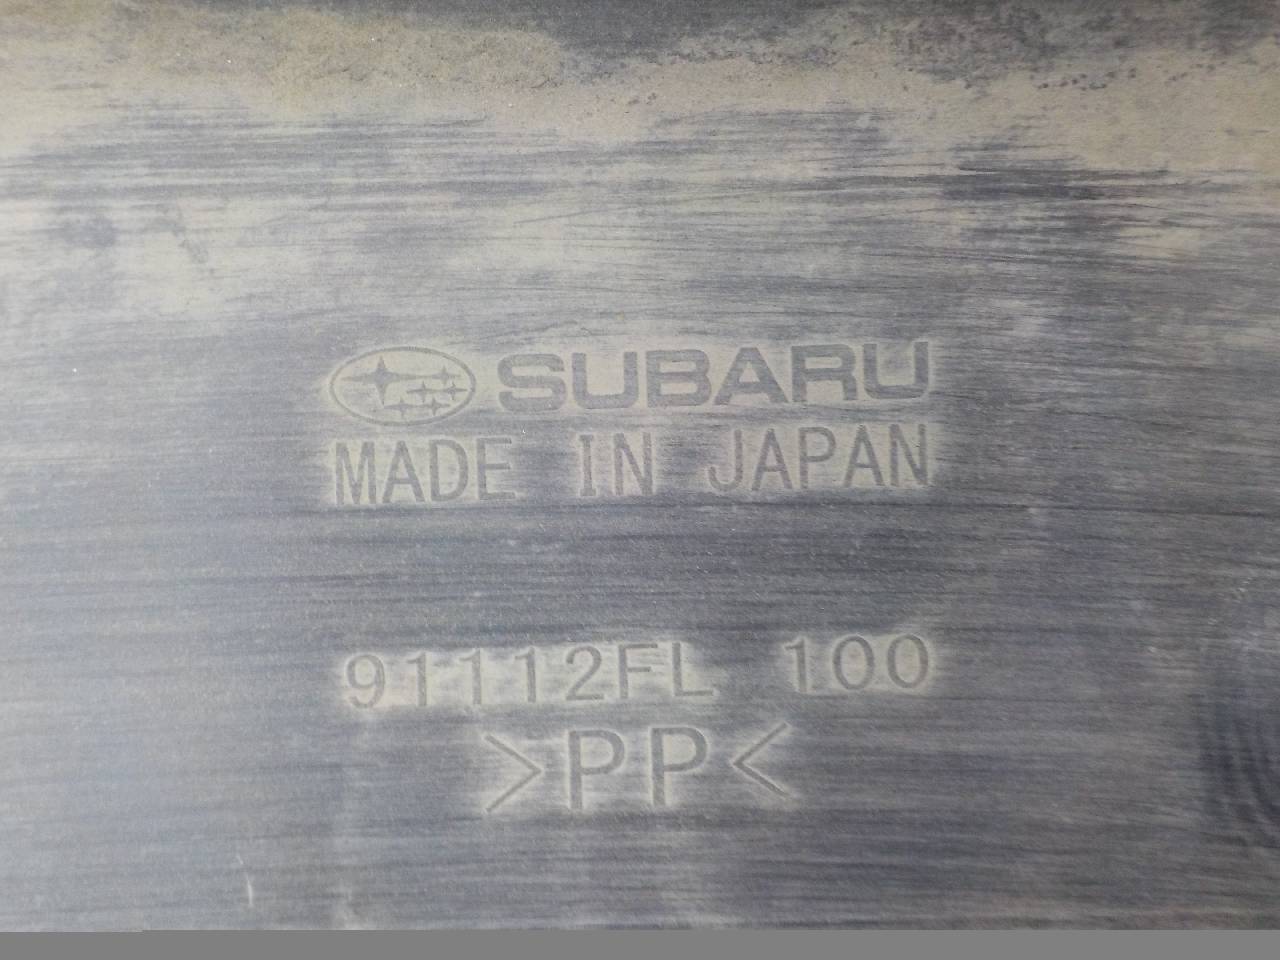 SUBARU
MADE IN JAPAN
91112FL 100
>PP<